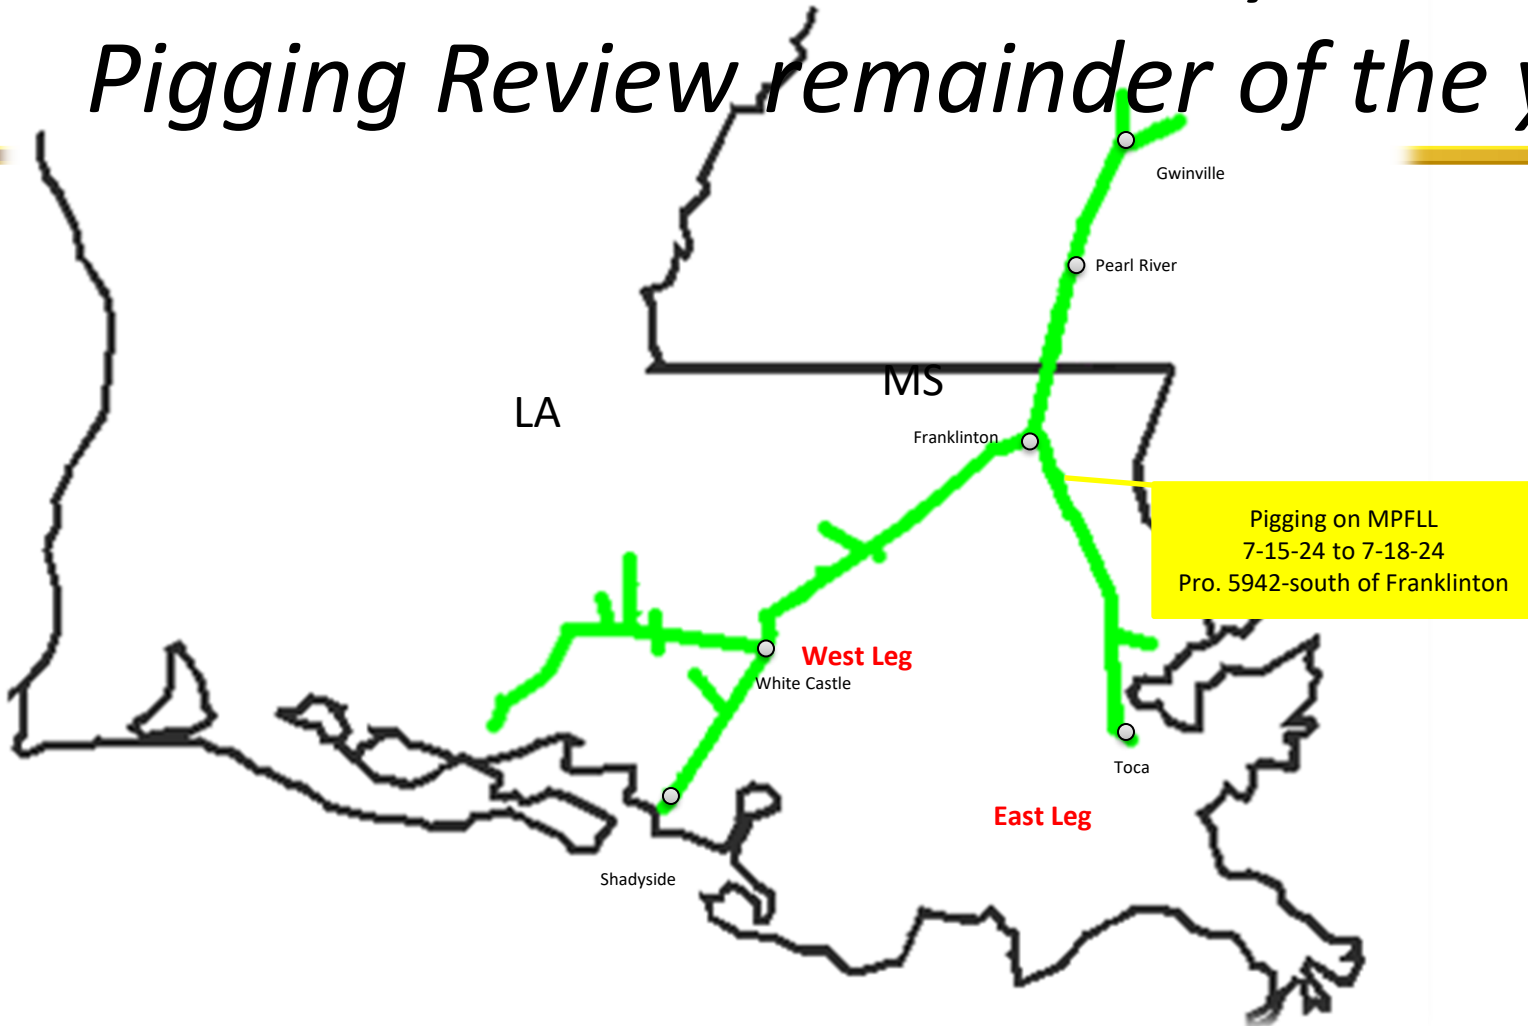 Pigging Review remainder of the y
Gwinville
Pearl River
MS
LA
Franklinton
Pigging on MPFLL
7-15-24 to 7-18-24
Pro. 5942-south of Franklinton
West Leg
White Castle
Toca
East Leg
Shadyside